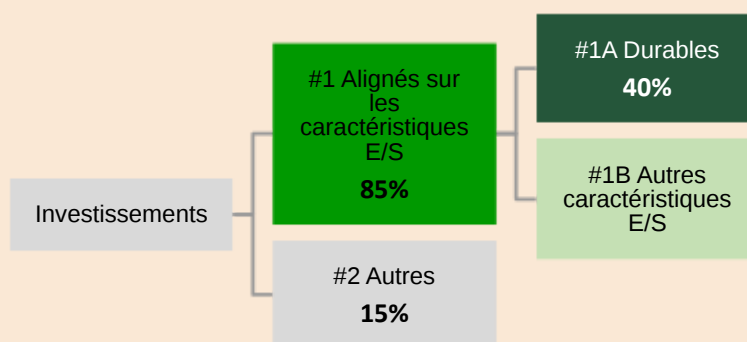 Investissements
#1 Alignés sur
les
caractéristiques
E/S
85%
#2 Autres
15%
#1A Durables
40%
#1B Autres
caractéristiques
E/S